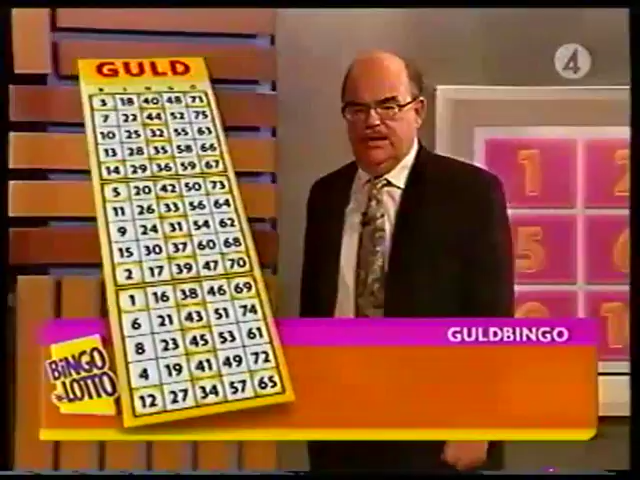 4
GULD
B I N G O
3 18 40 48 71
7 22 44 52 75
10 25 32 55 63
13 28 35 58 66
14 29 36 59 67
5 20 42 50 73
11 26 33 56 64
9 24 31 54 62
15 30 37 60 68
2 17 39 47 70
1 16 38 46 69
6 21 43 51 74
8 23 45 53 61
4 19 41 49 72
12 27 34 57 65
1 2
5 6
GULDBINGO
BINGO
LOTTO